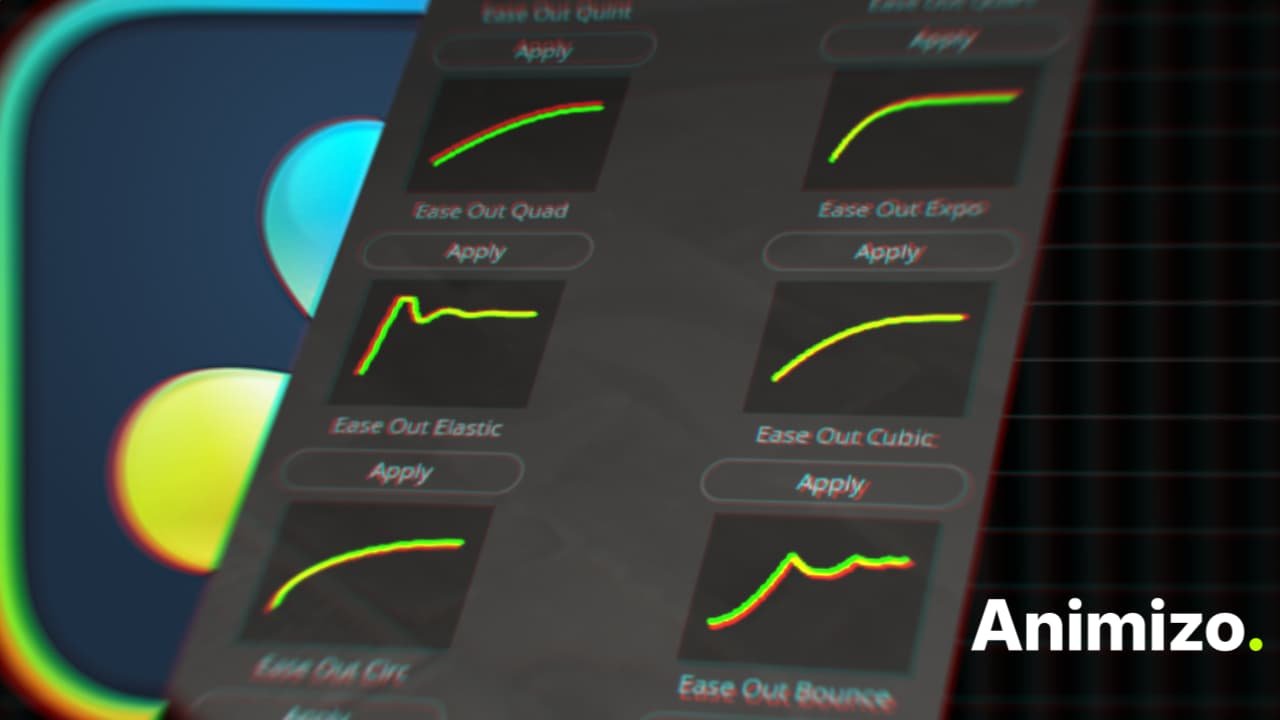 Ease Out Quint
Apply
Apply
Ease Out Quad
Ease Out Expo
Apply
Apply
Ease Out Elastic
Ease Out Cubic
Apply
Apply
Ease Out Circ
Ease Out Bounce
Apply
Animizo.